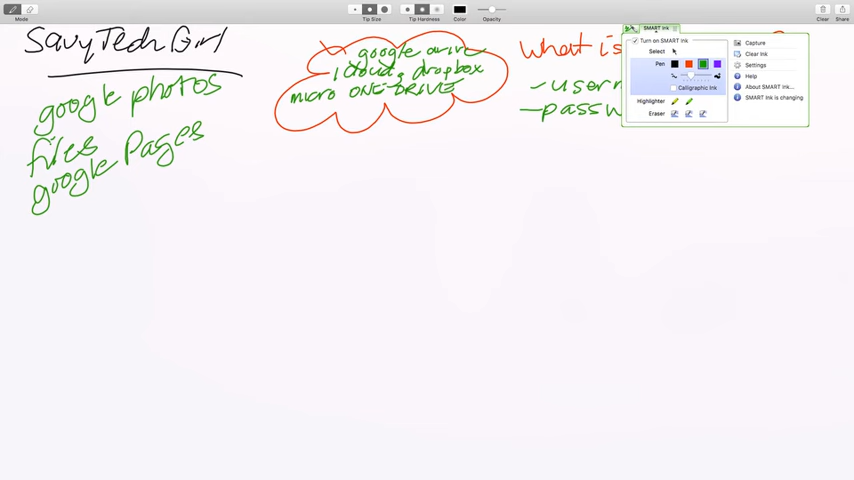 Mode
Tip Size
Tip Hardness
Color
Opacity
Clear
Share
SavyTechGirl
google photos
files
google Pages
google drive
icloud, dropbox
micro ONE-DRIVE
what is
- user
- passw
SMART Ink
Turn on SMART Ink
Select
Pen
Calligraphic Ink
Highlighter
Eraser
Capture
Clear Ink
Settings
Help
About SMART Ink...
SMART Ink is changing